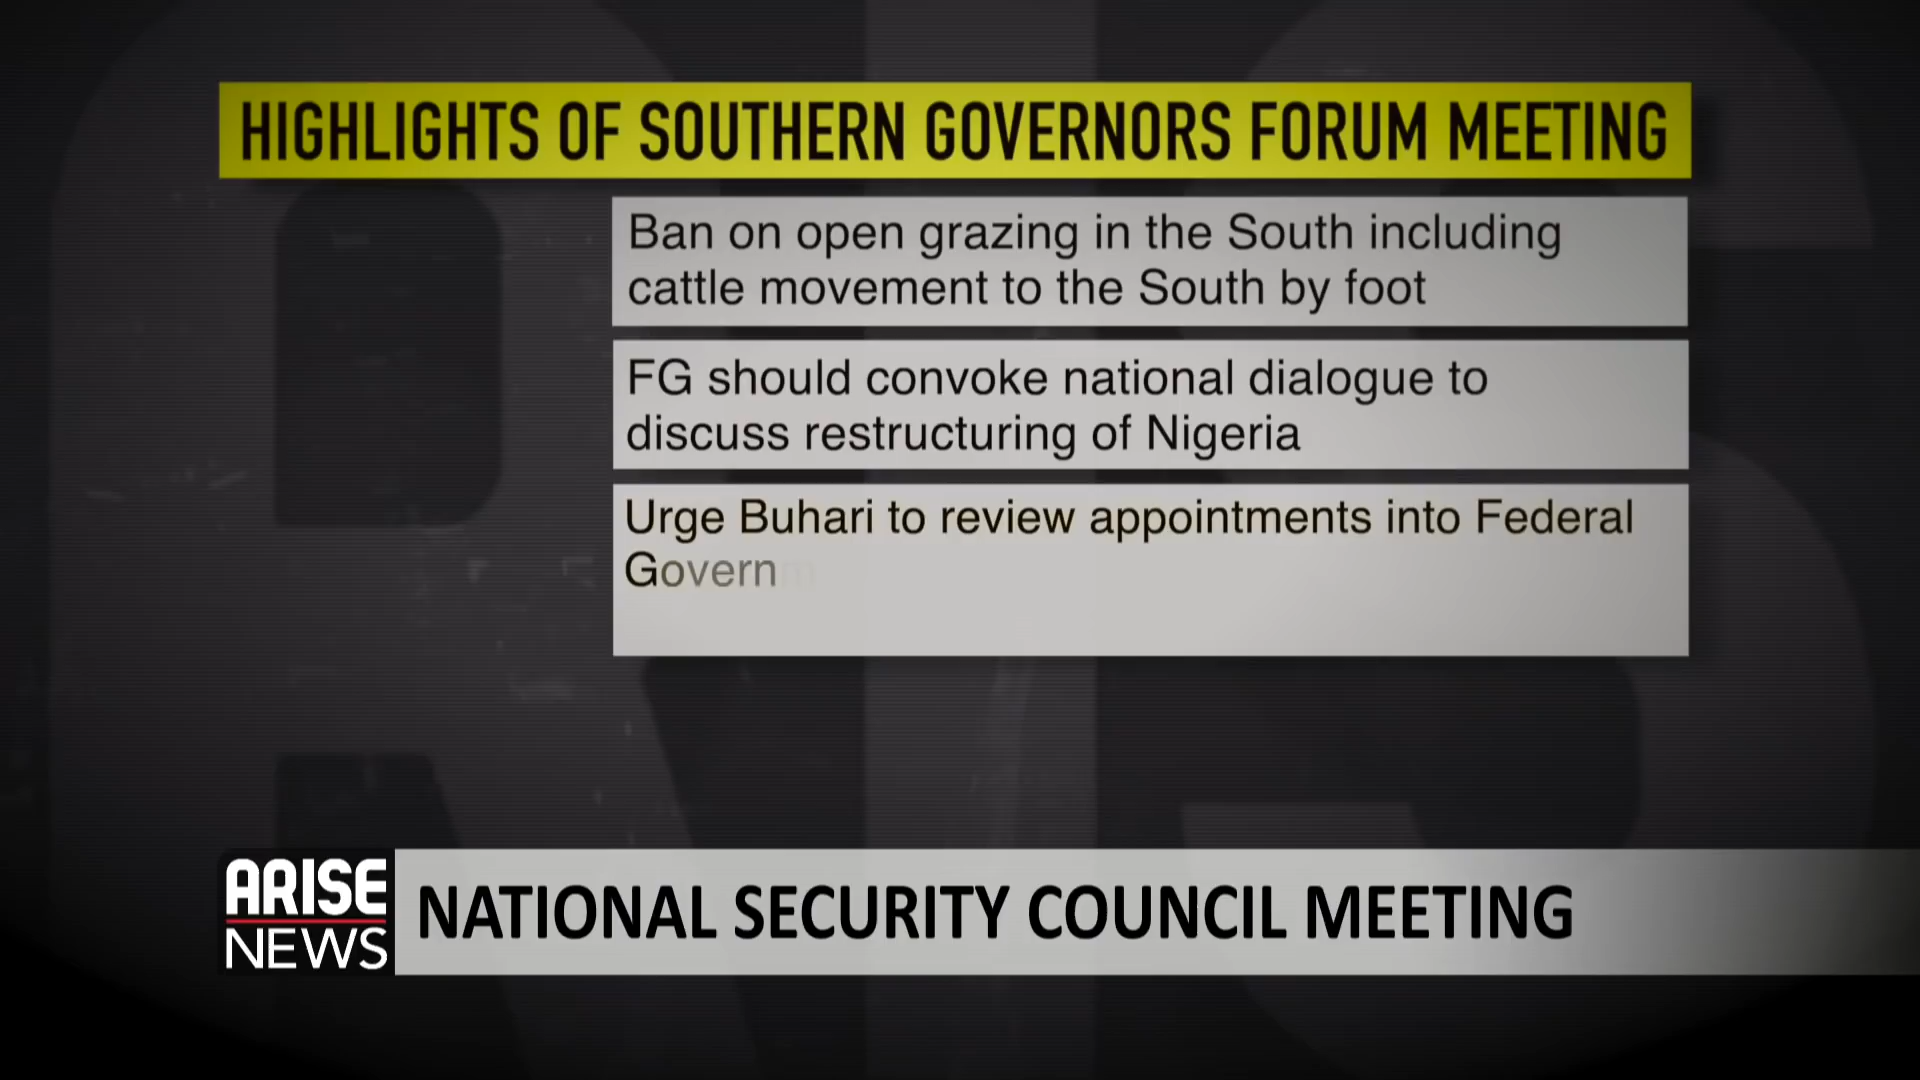 HIGHLIGHTS OF SOUTHERN GOVERNORS FORUM MEETING
Ban on open grazing in the South including
cattle movement to the South by foot
FG should convoke national dialogue to
discuss restructuring of Nigeria
Urge Buhari to review appointments into Federal
Governm
ARISE
NEWS
NATIONAL SECURITY COUNCIL MEETING